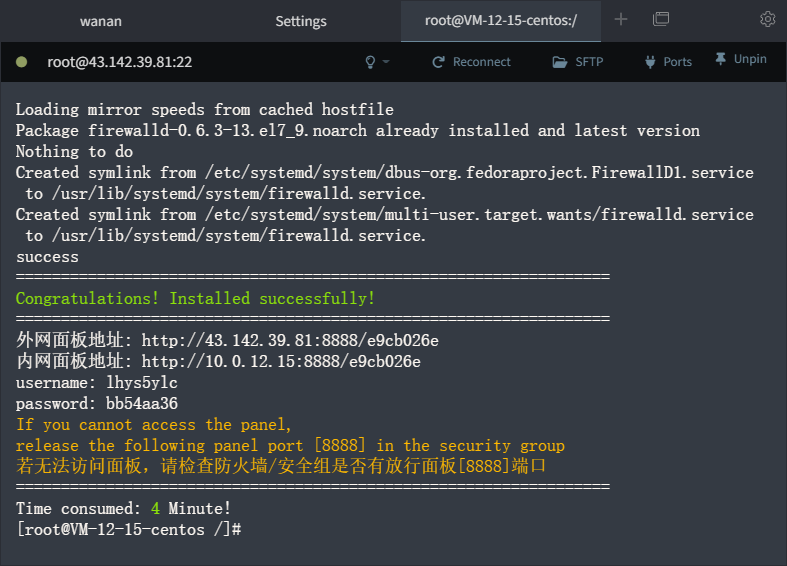 wanan
Settings
root@VM-12-15-centos:/
root@43.142.39.81:22
Reconnect
SFTP
Ports
Unpin
Loading mirror speeds from cached hostfile
Package firewalld-0.6.3-13.el7_9.noarch already installed and latest version
Nothing to do
Created symlink from /etc/systemd/system/dbus-org.fedoraproject.FirewallD1.service
to /usr/lib/systemd/system/firewalld.service.
Created symlink from /etc/systemd/system/multi-user.target.wants/firewalld.service
to /usr/lib/systemd/system/firewalld.service.
success
==================================================================
Congratulations! Installed successfully!
==================================================================
外网面板地址: http://43.142.39.81:8888/e9cb026e
内网面板地址: http://10.0.12.15:8888/e9cb026e
username: lhys5ylc
password: bb54aa36
If you cannot access the panel,
release the following panel port [8888] in the security group
若无法访问面板，请检查防火墙/安全组是否有放行面板[8888]端口
==================================================================
Time consumed: 4 Minute!
[root@VM-12-15-centos /]#